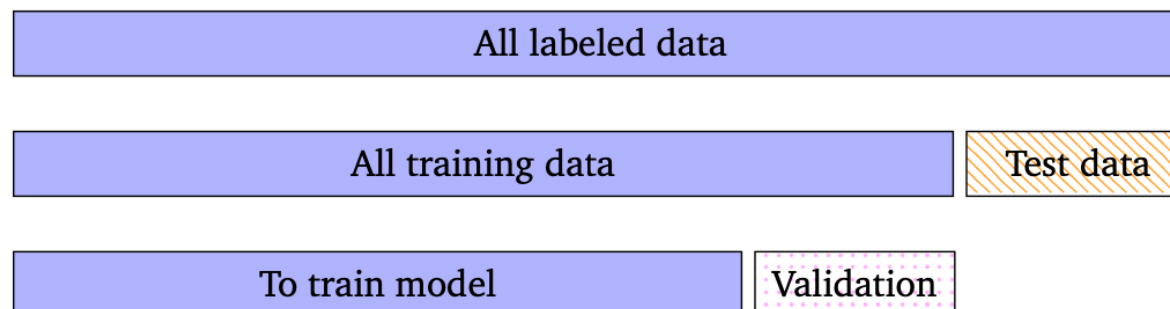 All labeled data
All training data Test data
To train model Validation